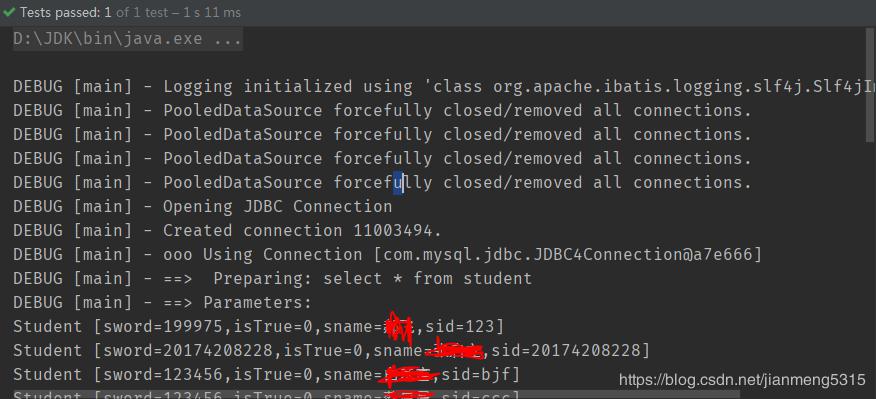 Tests passed: 1 of 1 test – 1 s 11 ms
D:\JDK\bin\java.exe ...
DEBUG [main] - Logging initialized using 'class org.apache.ibatis.logging.slf4j.Slf4jI
DEBUG [main] - PooledDataSource forcefully closed/removed all connections.
DEBUG [main] - PooledDataSource forcefully closed/removed all connections.
DEBUG [main] - PooledDataSource forcefully closed/removed all connections.
DEBUG [main] - PooledDataSource forcefully closed/removed all connections.
DEBUG [main] - Opening JDBC Connection
DEBUG [main] - Created connection 11003494.
DEBUG [main] - ooo Using Connection [com.mysql.jdbc.JDBC4Connection@a7e666]
DEBUG [main] - ==>  Preparing: select * from student
DEBUG [main] - ==> Parameters:
Student [sword=199975,isTrue=0,sname=,sid=123]
Student [sword=20174208228,isTrue=0,sname=,sid=20174208228]
Student [sword=123456,isTrue=0,sname=,sid=bjf]
Student [sword=123456,isTrue=0,sname=,sid=ccc]
https://blog.csdn.net/jianmeng5315